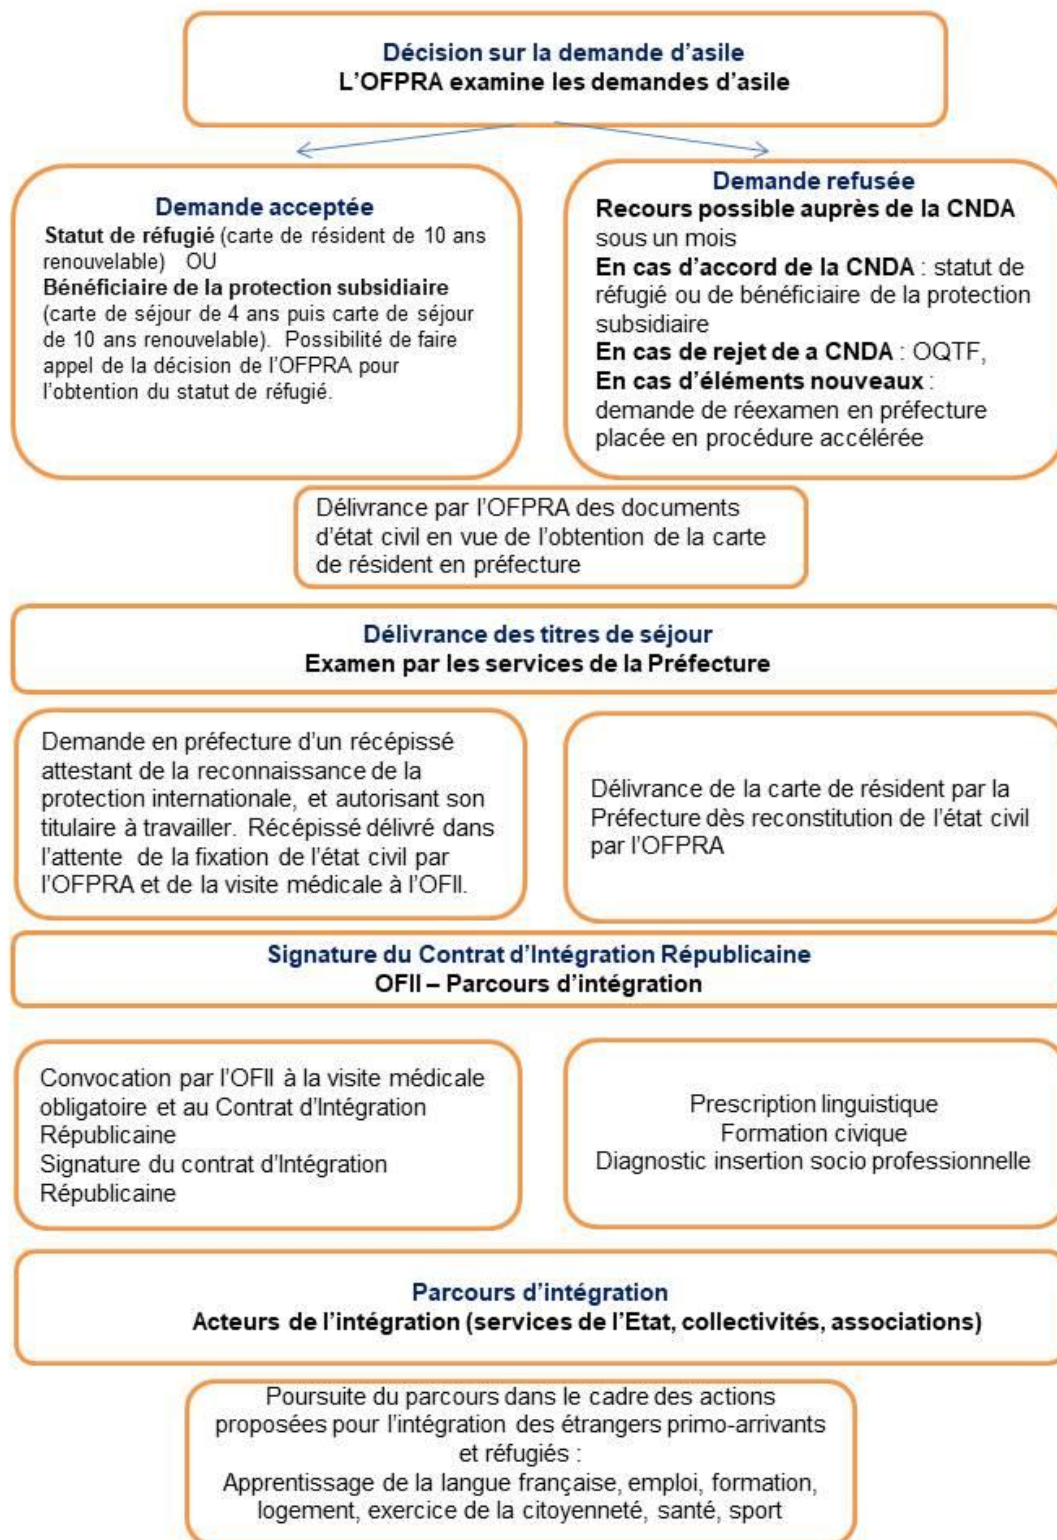 Décision sur la demande d'asile
L'OFPRA examine les demandes d'asile
Demande acceptée
Statut de réfugié (carte de résident de 10 ans
renouvelable) OU
Bénéficiaire de la protection subsidiaire
(carte de séjour de 4 ans puis carte de séjour
de 10 ans renouvelable). Possibilité de faire
appel de la décision de l'OFPRA pour
l'obtention du statut de réfugié.
Demande refusée
Recours possible auprès de la CNDA
sous un mois
En cas d'accord de la CNDA : statut de
réfugié ou de bénéficiaire de la protection
subsidiaire
En cas de rejet de a CNDA : OQTF,
En cas d'éléments nouveaux :
demande de réexamen en préfecture
placée en procédure accélérée
Délivrance par l'OFPRA des documents
d'état civil en vue de l'obtention de la carte
de résident en préfecture
Délivrance des titres de séjour
Examen par les services de la Préfecture
Demande en préfecture d'un récépissé
attestant de la reconnaissance de la
protection internationale, et autorisant son
titulaire à travailler. Récépissé délivré dans
l'attente de la fixation de l'état civil par
l'OFPRA et de la visite médicale à l'OFII.
Délivrance de la carte de résident par la
Préfecture dès reconstitution de l'état civil
par l'OFPRA
Signature du Contrat d'Intégration Républicaine
OFII – Parcours d'intégration
Convocation par l'OFII à la visite médicale
obligatoire et au Contrat d'Intégration
Républicaine
Signature du contrat d'Intégration
Républicaine
Prescription linguistique
Formation civique
Diagnostic insertion socio professionnelle
Parcours d'intégration
Acteurs de l'intégration (services de l'Etat, collectivités, associations)
Poursuite du parcours dans le cadre des actions
proposées pour l'intégration des étrangers primo-arrivants
et réfugiés :
Apprentissage de la langue française, emploi, formation,
logement, exercice de la citoyenneté, santé, sport